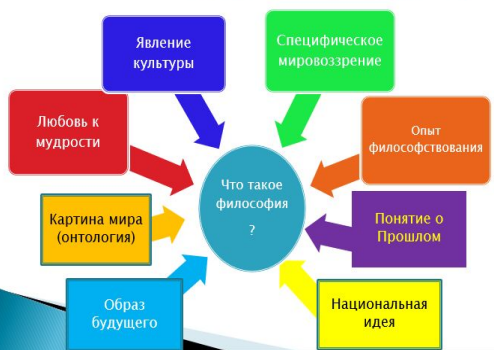 Явление
культуры
Специфическое
мировоззрение
Любовь к
мудрости
Опыт
философствования
Что такое
философия
?
Картина мира
(онтология)
Понятие о
Прошлом
Образ
будущего
Национальная
идея